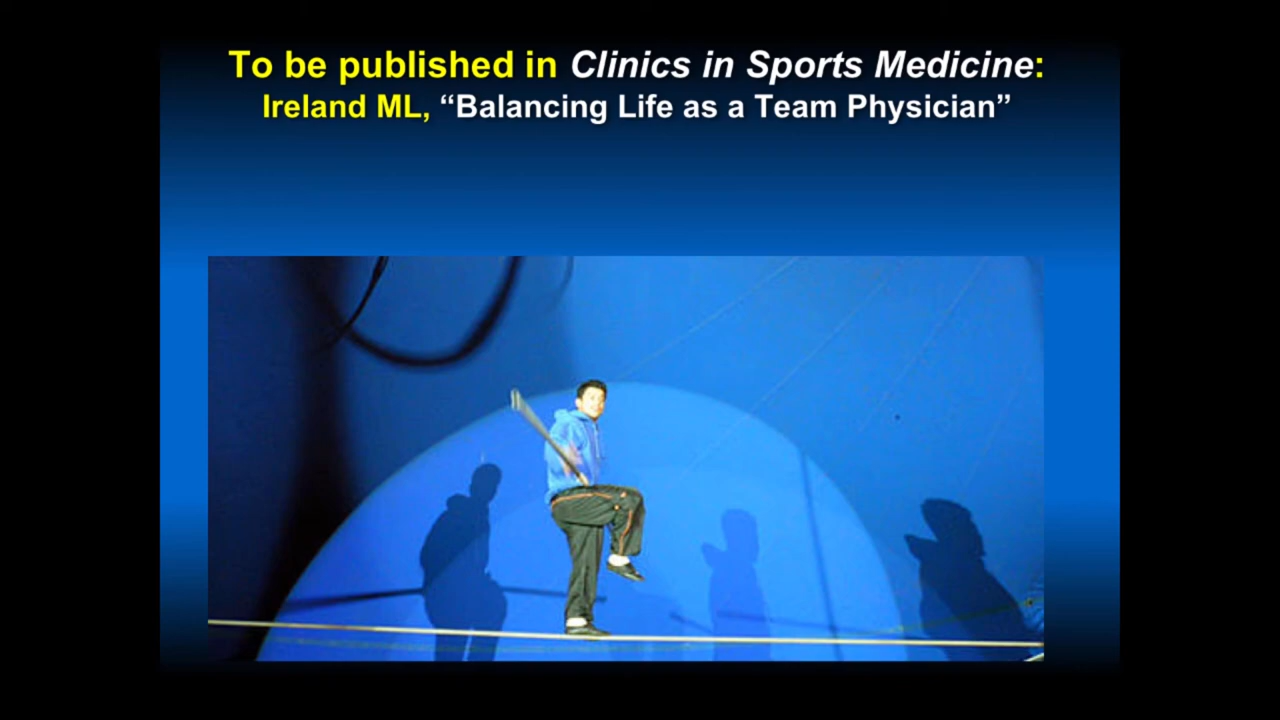 To be published in Clinics in Sports Medicine:
Ireland ML, “Balancing Life as a Team Physician”